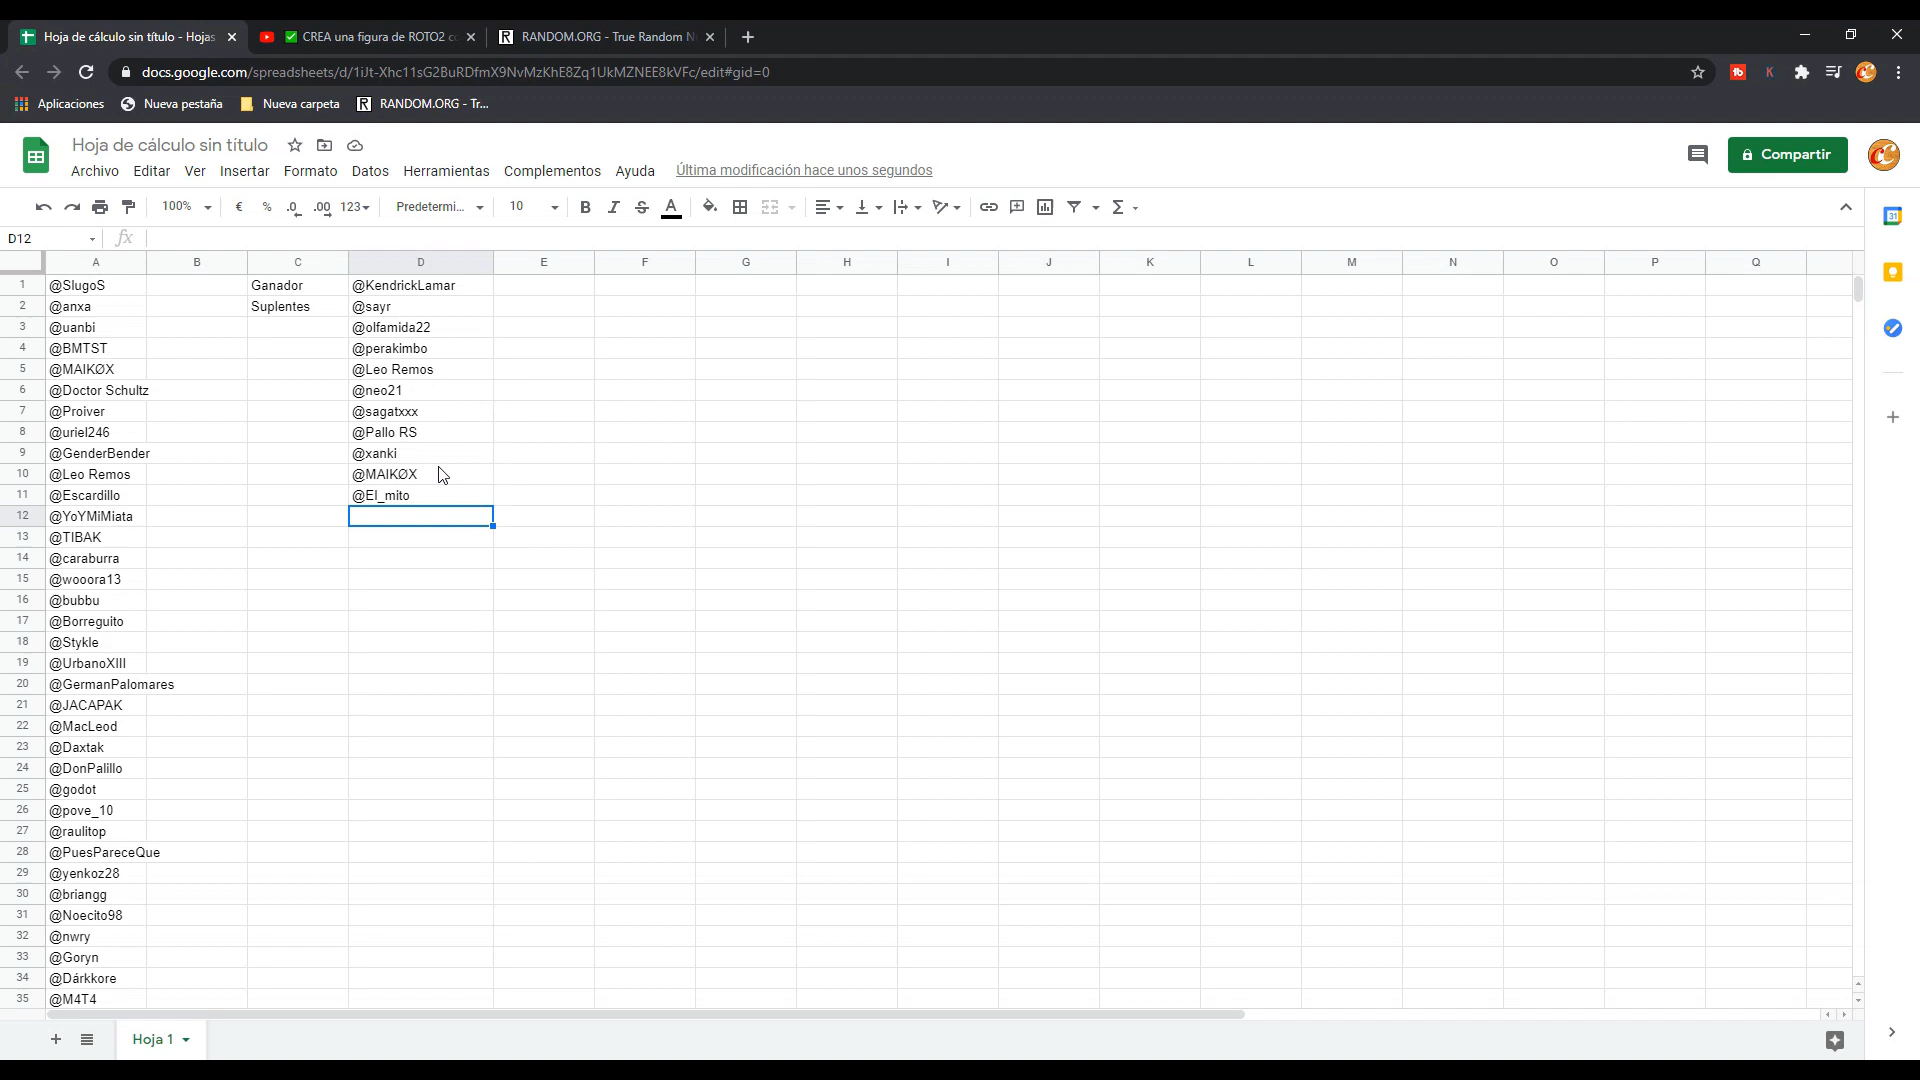 Hoja de cálculo sin título - Hojas
CREA una figura de ROTO2 c
RANDOM.ORG - True Random N
docs.google.com/spreadsheets/d/1iJt-Xhc11sG2BuRDfmX9NvMzKhE8Zq1UkMZNEE8kVFc/edit#gid=0
Aplicaciones Nueva pestaña Nueva carpeta RANDOM.ORG - Tr...
Hoja de cálculo sin título
Archivo Editar Ver Insertar Formato Datos Herramientas Complementos Ayuda Última modificación hace unos segundos
Compartir
100% € % .0 .00 123 Predetermi... 10 B I S A
D12 fx
A B C D E F G H I J K L M N O P Q
1 @SlugoS Ganador @KendrickLamar
2 @anxa Suplentes @sayr
3 @uanbi @olfamida22
4 @BMTST @perakimbo
5 @MAIKØX @Leo Remos
6 @Doctor Schultz @neo21
7 @Proiver @sagatxxx
8 @uriel246 @Pallo RS
9 @GenderBender @xanki
10 @Leo Remos @MAIKØX
11 @Escardillo @El_mito
12 @YoYMiMiata
13 @TIBAK
14 @caraburra
15 @wooora13
16 @bubbu
17 @Borreguito
18 @Stykle
19 @UrbanoXIII
20 @GermanPalomares
21 @JACAPAK
22 @MacLeod
23 @Daxtak
24 @DonPalillo
25 @godot
26 @pove_10
27 @raulitop
28 @PuesPareceQue
29 @yenkoz28
30 @briangg
31 @Noecito98
32 @nwry
33 @Goryn
34 @Dárkkore
35 @M4T4
Hoja 1